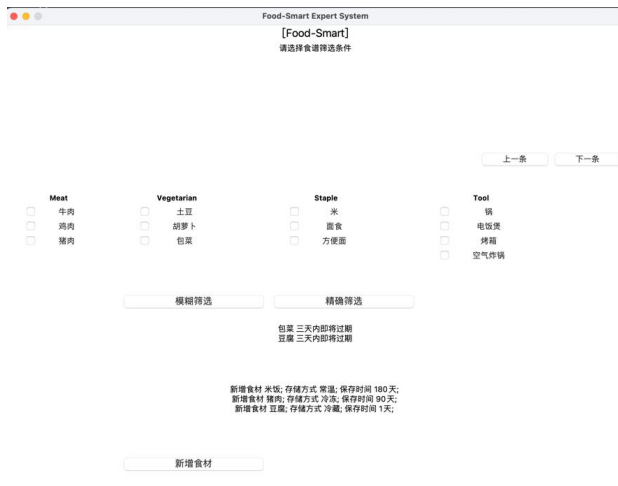 Food-Smart Expert System
[Food-Smart]
请选择食谱筛选条件
上一条 下一条
Meat Vegetarian Staple Tool
牛肉 土豆 米 锅
鸡肉 胡萝卜 面食 电饭煲
猪肉 包菜 方便面 烤箱
空气炸锅
模糊筛选 精确筛选
包菜 三天内即将过期
豆腐 三天内即将过期
新增食材 米饭; 存储方式 常温; 保存时间 180天;
新增食材 猪肉; 存储方式 冷冻; 保存时间 90天;
新增食材 豆腐; 存储方式 冷藏; 保存时间 1天;
新增食材